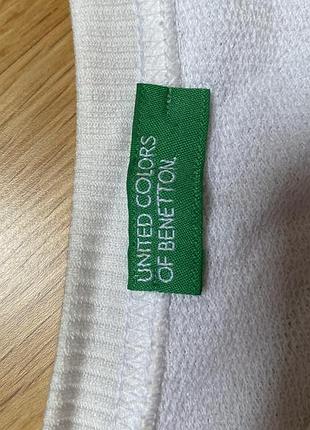 UNITED COLORS
OF BENETTON.